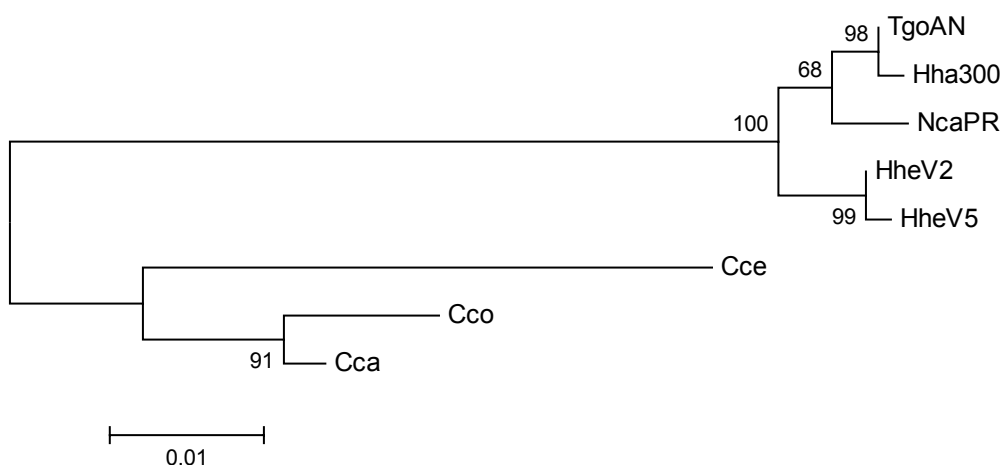 98 TgoAN
68 Hha300
100 NcaPR
HheV2
99 HheV5
Cce
Cco
91 Cca
0.01